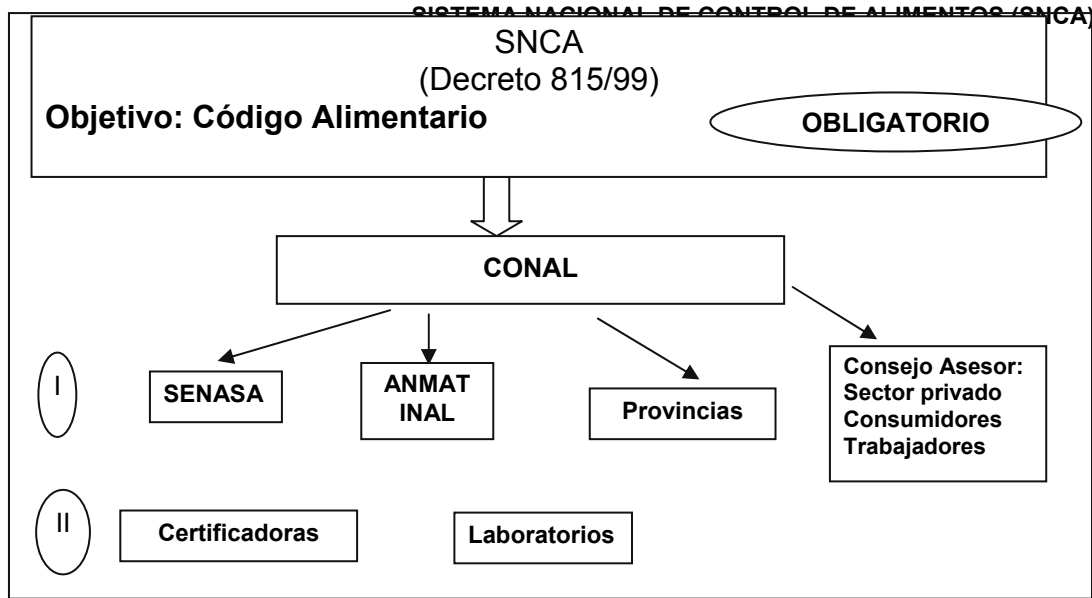 SISTEMA NACIONAL DE CONTROL DE ALIMENTOS (SNCA)
SNCA
(Decreto 815/99)
Objetivo: Código Alimentario
OBLIGATORIO
CONAL
I
SENASA
ANMAT
INAL
Provincias
Consejo Asesor:
Sector privado
Consumidores
Trabajadores
II
Certificadoras
Laboratorios